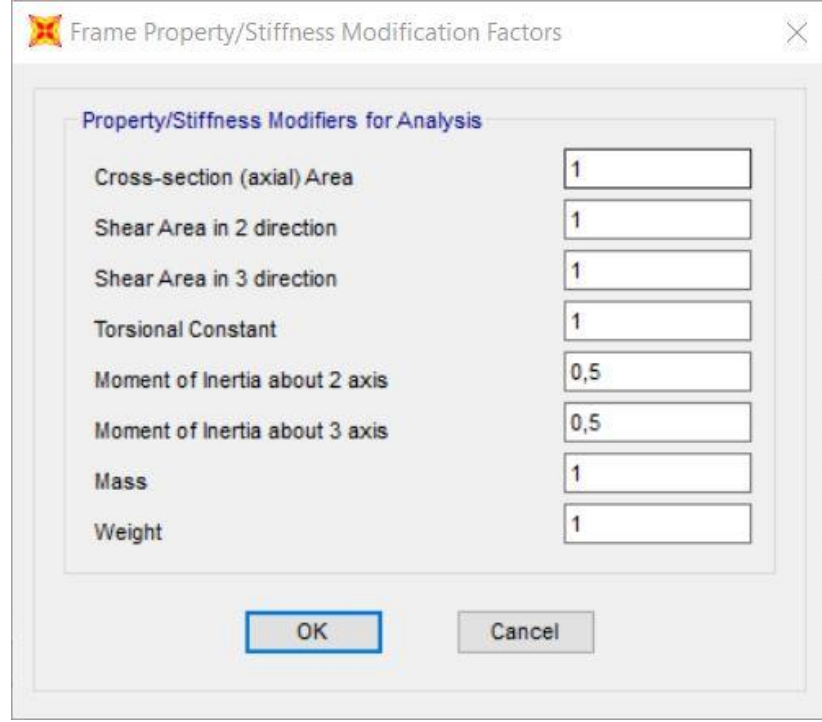 Frame Property/Stiffness Modification Factors
Property/Stiffness Modifiers for Analysis
Cross-section (axial) Area 1
Shear Area in 2 direction 1
Shear Area in 3 direction 1
Torsional Constant 1
Moment of Inertia about 2 axis 0,5
Moment of Inertia about 3 axis 0,5
Mass 1
Weight 1
OK Cancel